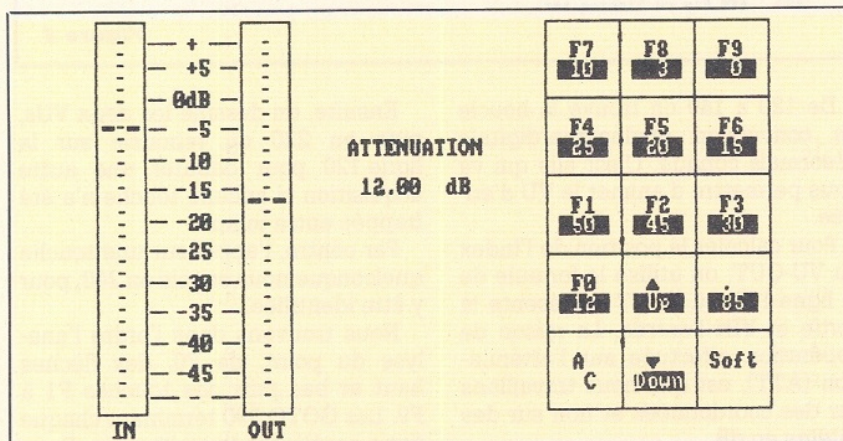 +
+5
0dB
-5
-10
-15
-20
-25
-30
-35
-40
-45
IN OUT
ATTENUATION
12.00 dB
F7 F8 F9
10 3 0
F4 F5 F6
25 20 15
F1 F2 F3
50 45 30
F0 ▲ .
12 Up 85
A ▼ Soft
C Down